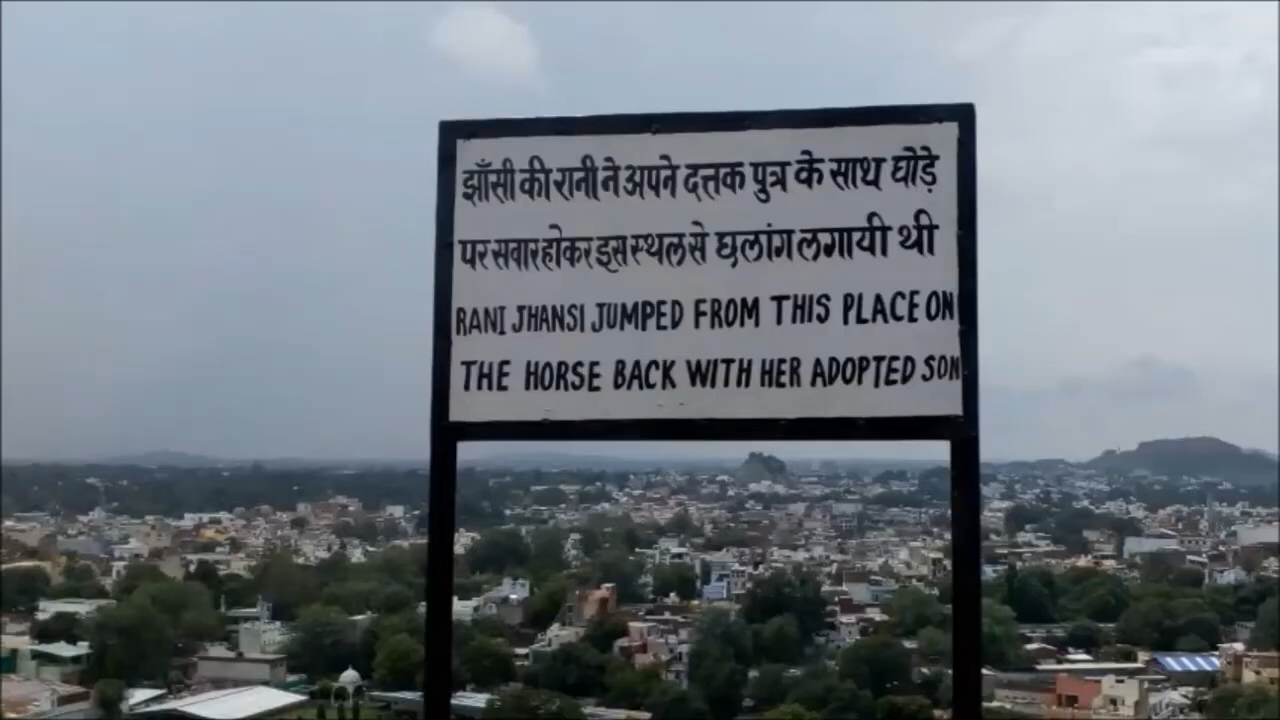 झाँसी की रानी ने अपने दत्तक पुत्र के साथ घोड़े
पर सवार होकर इस स्थल से छलांग लगायी थी
RANI JHANSI JUMPED FROM THIS PLACE ON
THE HORSE BACK WITH HER ADOPTED SON